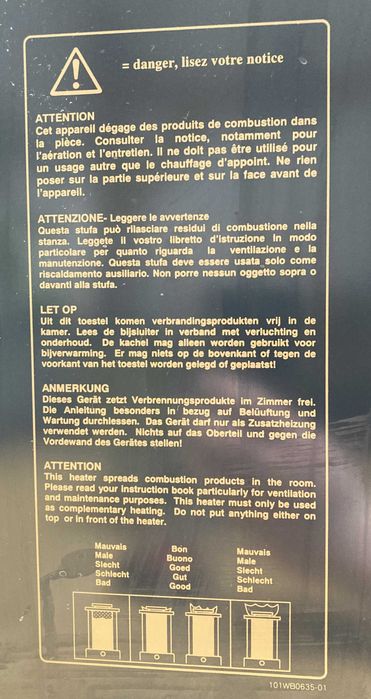 = danger, lisez votre notice
ATTENTION
Cet appareil dégage des produits de combustion dans
la pièce. Consulter la notice, notamment pour
l'aération et l'entretien. Il ne doit pas être utilisé pour
un usage autre que le chauffage d'appoint. Ne rien
poser sur la partie supérieure et sur la face avant de
l'appareil.
ATTENZIONE- Leggere le avvertenze
Questa stufa può rilasciare residui di combustione nella
stanza. Leggete il vostro libretto d'istruzione in modo
particolare per quanto riguarda la ventilazione e la
manutenzione. Questa stufa deve essere usata solo come
riscaldamento ausiliario. Non porre nessun oggetto sopra o
davanti alla stufa.
LET OP
Uit dit toestel komen verbrandingsprodukten vrij in de
kamer. Lees de bijsluiter in verband met verluchting en
onderhoud. De kachel mag alleen worden gebruikt voor
bijverwarming. Er mag niets op de bovenkant of tegen de
voorkant van het toestel worden gelegd of geplaatst!
ANMERKUNG
Dieses Gerät zetzt Verbrennungsprodukte im Zimmer frei.
Die Anleitung besonders in bezug auf Belüuftung und
Wartung durchiessen. Das Gerät darf nur als Zusatzheizung
verwendet werden. Nichts auf das Oberteil und gegen die
Vordewand des Gerätes stellen!
ATTENTION
This heater spreads combustion products in the room.
Please read your instruction book particularly for ventilation
and maintenance purposes. This heater must only be used
as complementary heating. Do not put anything either on
top or in front of the heater.
Mauvais Bon Mauvais
Male Buono Male
Slecht Goed Slecht
Schlecht Gut Schlecht
Bad Good Bad
101WB0635-01